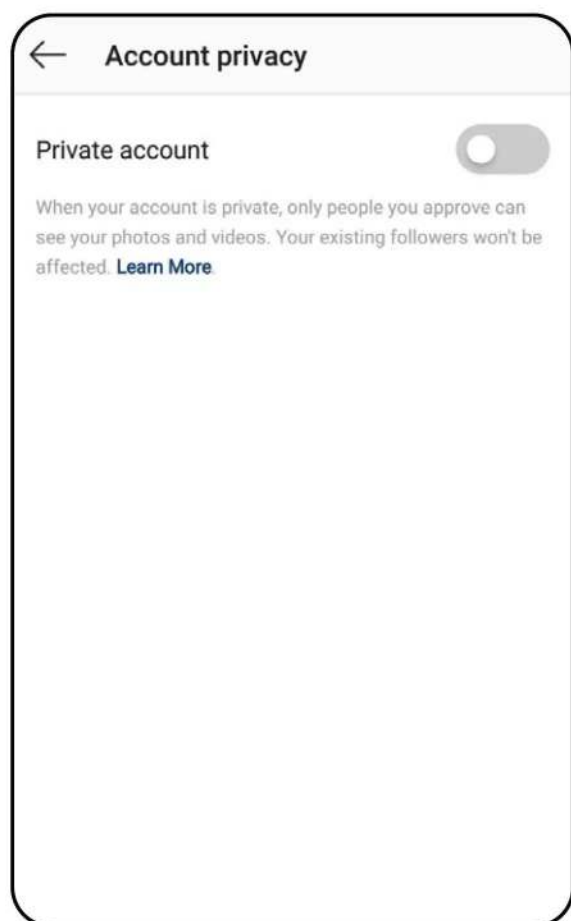 Account privacy
Private account
When your account is private, only people you approve can
see your photos and videos. Your existing followers won't be
affected. Learn More.